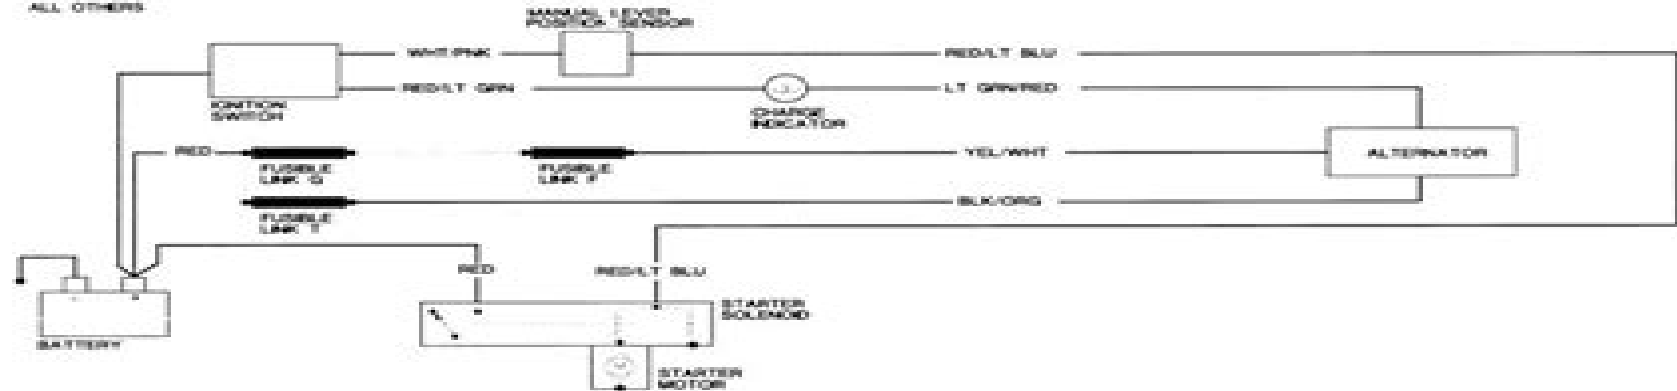 ALL OTHERS
MANUAL LEVER
POSITION SENSOR
WHT/PNK
RED/LT BLU
RED/LT GRN
LT GRN/RED
IGNITION
SWITCH
CHARGE
INDICATOR
RED
YEL/WHT
ALTERNATOR
FUSIBLE
LINK G
FUSIBLE
LINK F
BLK/ORG
FUSIBLE
LINK T
RED
RED/LT BLU
STARTER
SOLENOID
BATTERY
STARTER
MOTOR